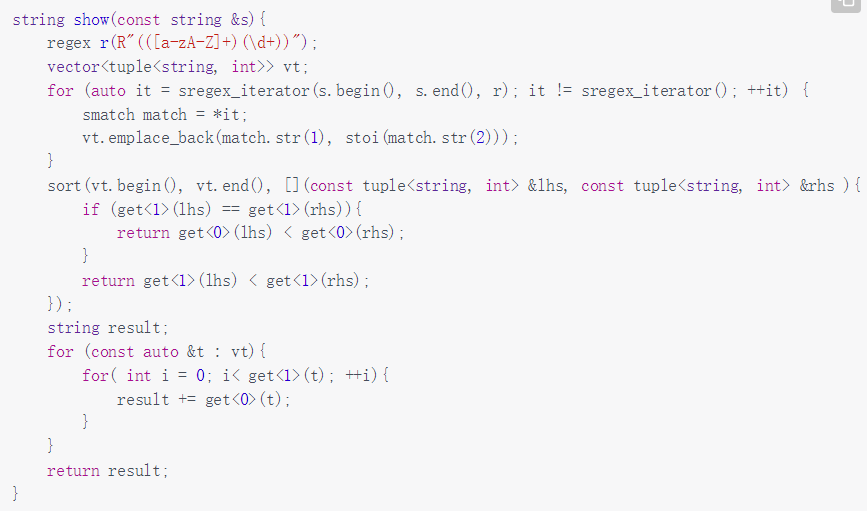 string show(const string &s){
    regex r(R"(([a-zA-Z]+)(\d+))");
    vector<tuple<string, int>> vt;
    for (auto it = sregex_iterator(s.begin(), s.end(), r); it != sregex_iterator(); ++it) {
        smatch match = *it;
        vt.emplace_back(match.str(1), stoi(match.str(2)));
    }
    sort(vt.begin(), vt.end(), [](const tuple<string, int> &lhs, const tuple<string, int> &rhs ){
        if (get<1>(lhs) == get<1>(rhs)){
            return get<0>(lhs) < get<0>(rhs);
        }
        return get<1>(lhs) < get<1>(rhs);
    });
    string result;
    for (const auto &t : vt){
        for( int i = 0; i< get<1>(t); ++i){
            result += get<0>(t);
        }
    }
    return result;
}